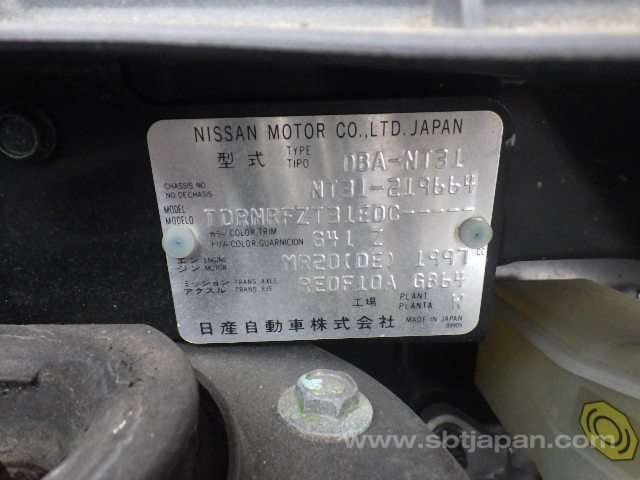 NISSAN MOTOR CO.,LTD. JAPAN
型式 TYPE TIPO DBA-NT31
CHASSIS NO NO DE CHASIS NT31-219664
MODEL MODELO TDRNRFZT31EDC-----
カラー COLOR, TRIM トリム COLOR, GUARNICION G41 Z
エンジン ENGINE MOTOR MR20(DE) 1997 cc
ミッション アクスル TRANS. AXLE TRANS. EJE RE0F10A GB64
工場 PLANT PLANTA W
日産自動車株式会社 MADE IN JAPAN
www.sbtjapan.com